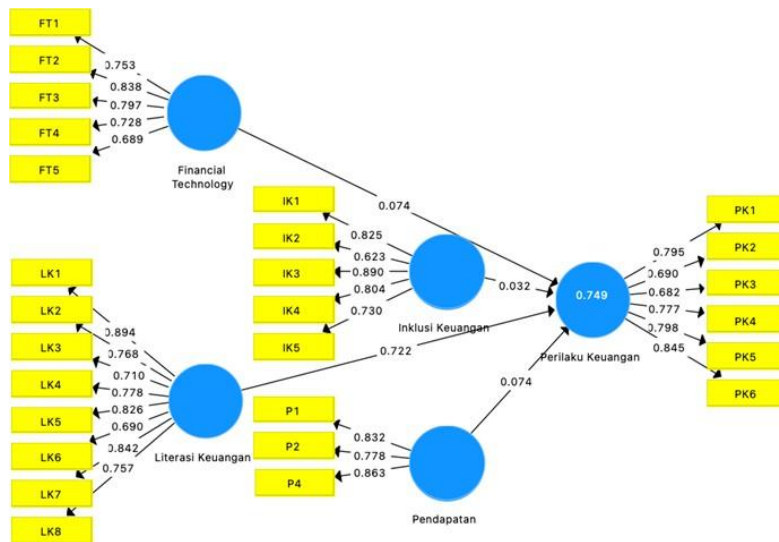 FT1
FT2
FT3
FT4
FT5
0.753
0.838
0.797
0.728
0.689
Financial
Technology
0.074
IK1
IK2
IK3
IK4
IK5
0.825
0.623
0.890
0.804
0.730
Inklusi Keuangan
0.032
LK1
LK2
LK3
LK4
LK5
LK6
LK7
LK8
0.894
0.768
0.710
0.778
0.826
0.690
0.842
0.757
Literasi Keuangan
0.722
P1
P2
P4
0.832
0.778
0.863
Pendapatan
0.074
0.749
Perilaku Keuangan
0.795
0.690
0.682
0.777
0.798
0.845
PK1
PK2
PK3
PK4
PK5
PK6